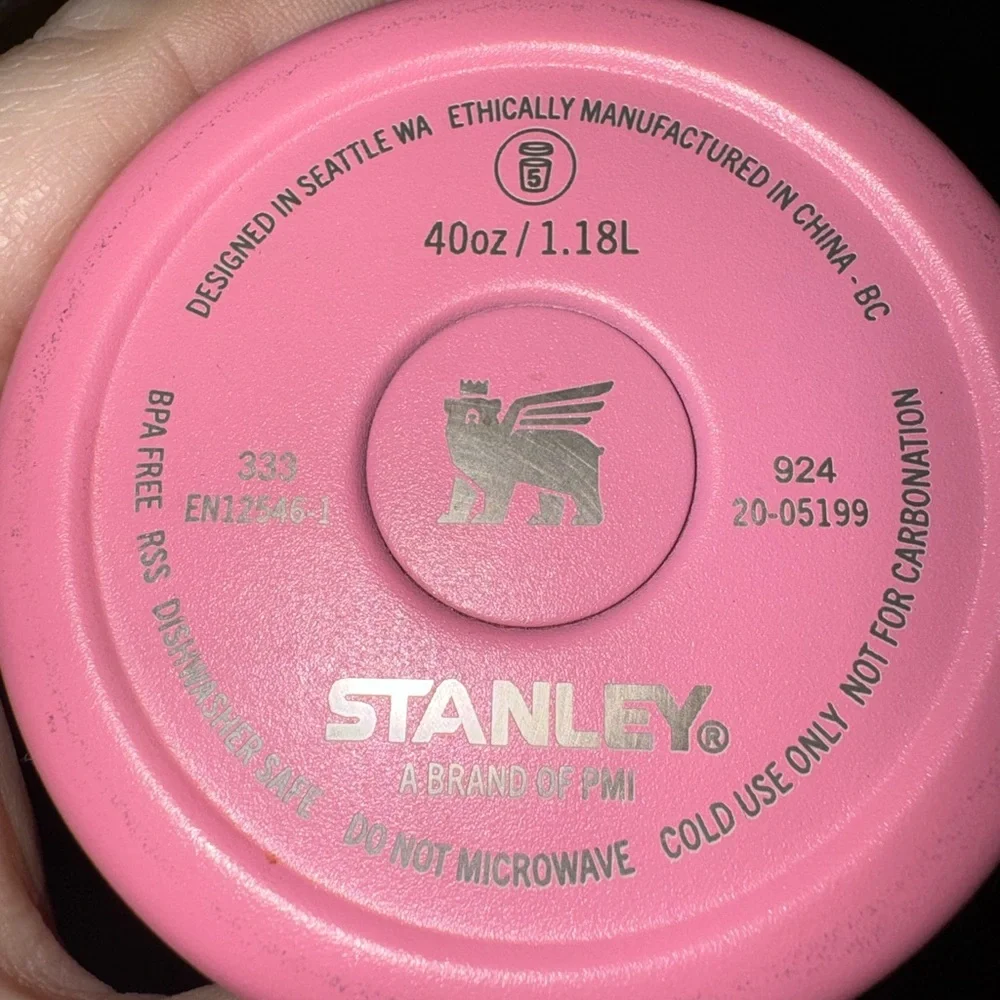 DESIGNED IN SEATTLE WA ETHICALLY MANUFACTURED IN CHINA - BC
5
40oz / 1.18L
333
EN12546-1
924
20-05199
STANLEY®
A BRAND OF PMI
BPA FREE RSS DISHWASHER SAFE DO NOT MICROWAVE COLD USE ONLY NOT FOR CARBONATION